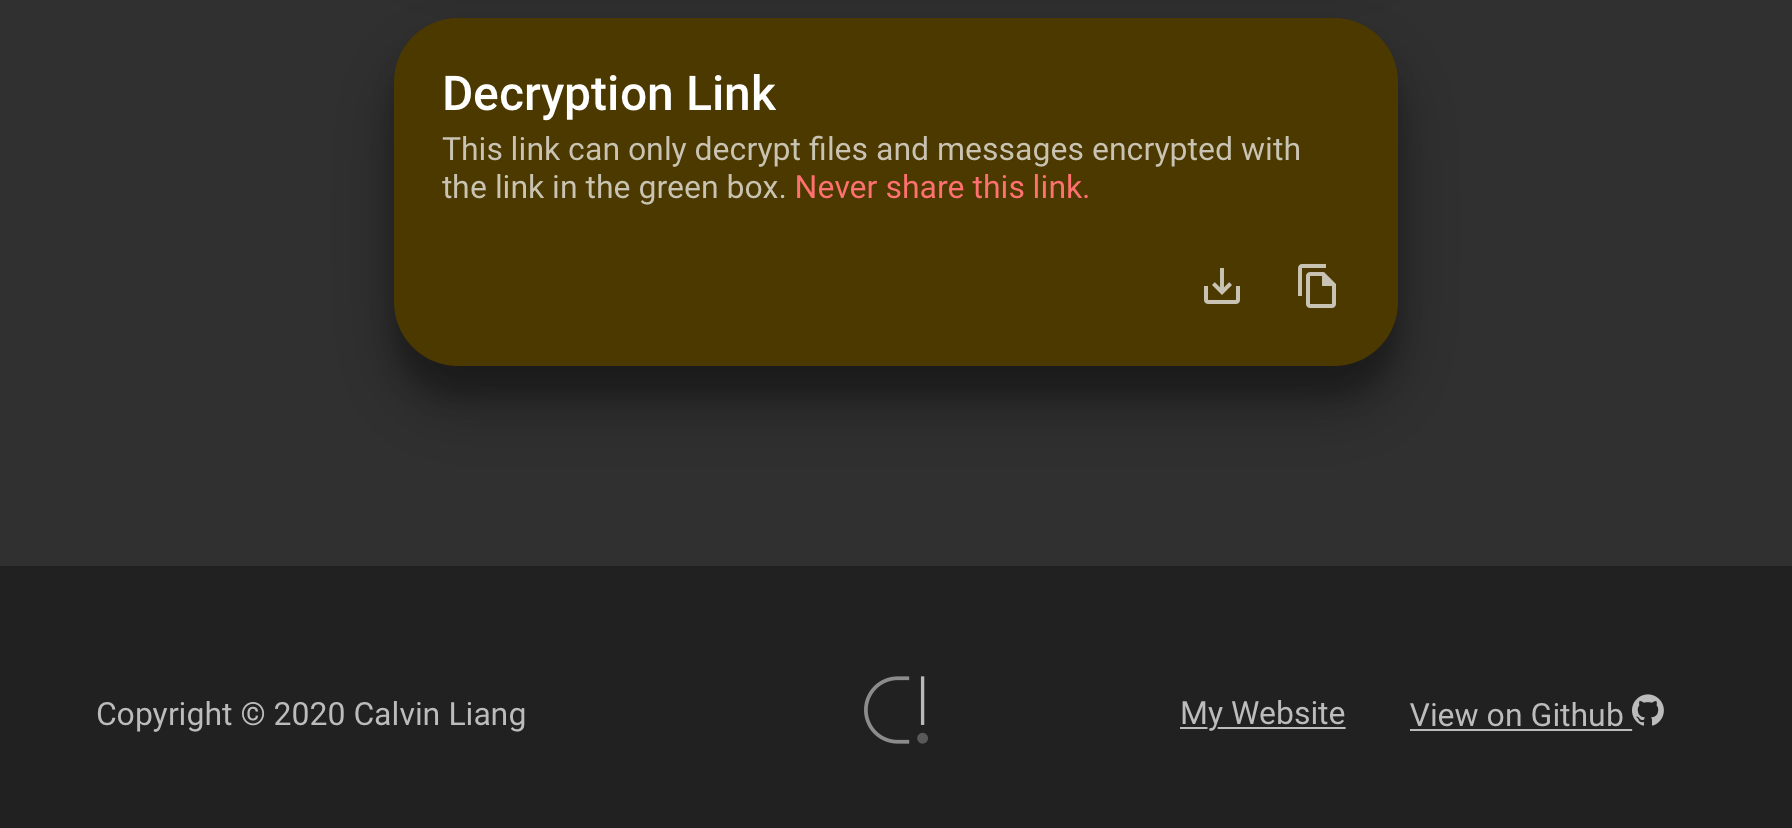 Decryption Link
This link can only decrypt files and messages encrypted with
the link in the green box. Never share this link.
Copyright © 2020 Calvin Liang
My Website
View on Github